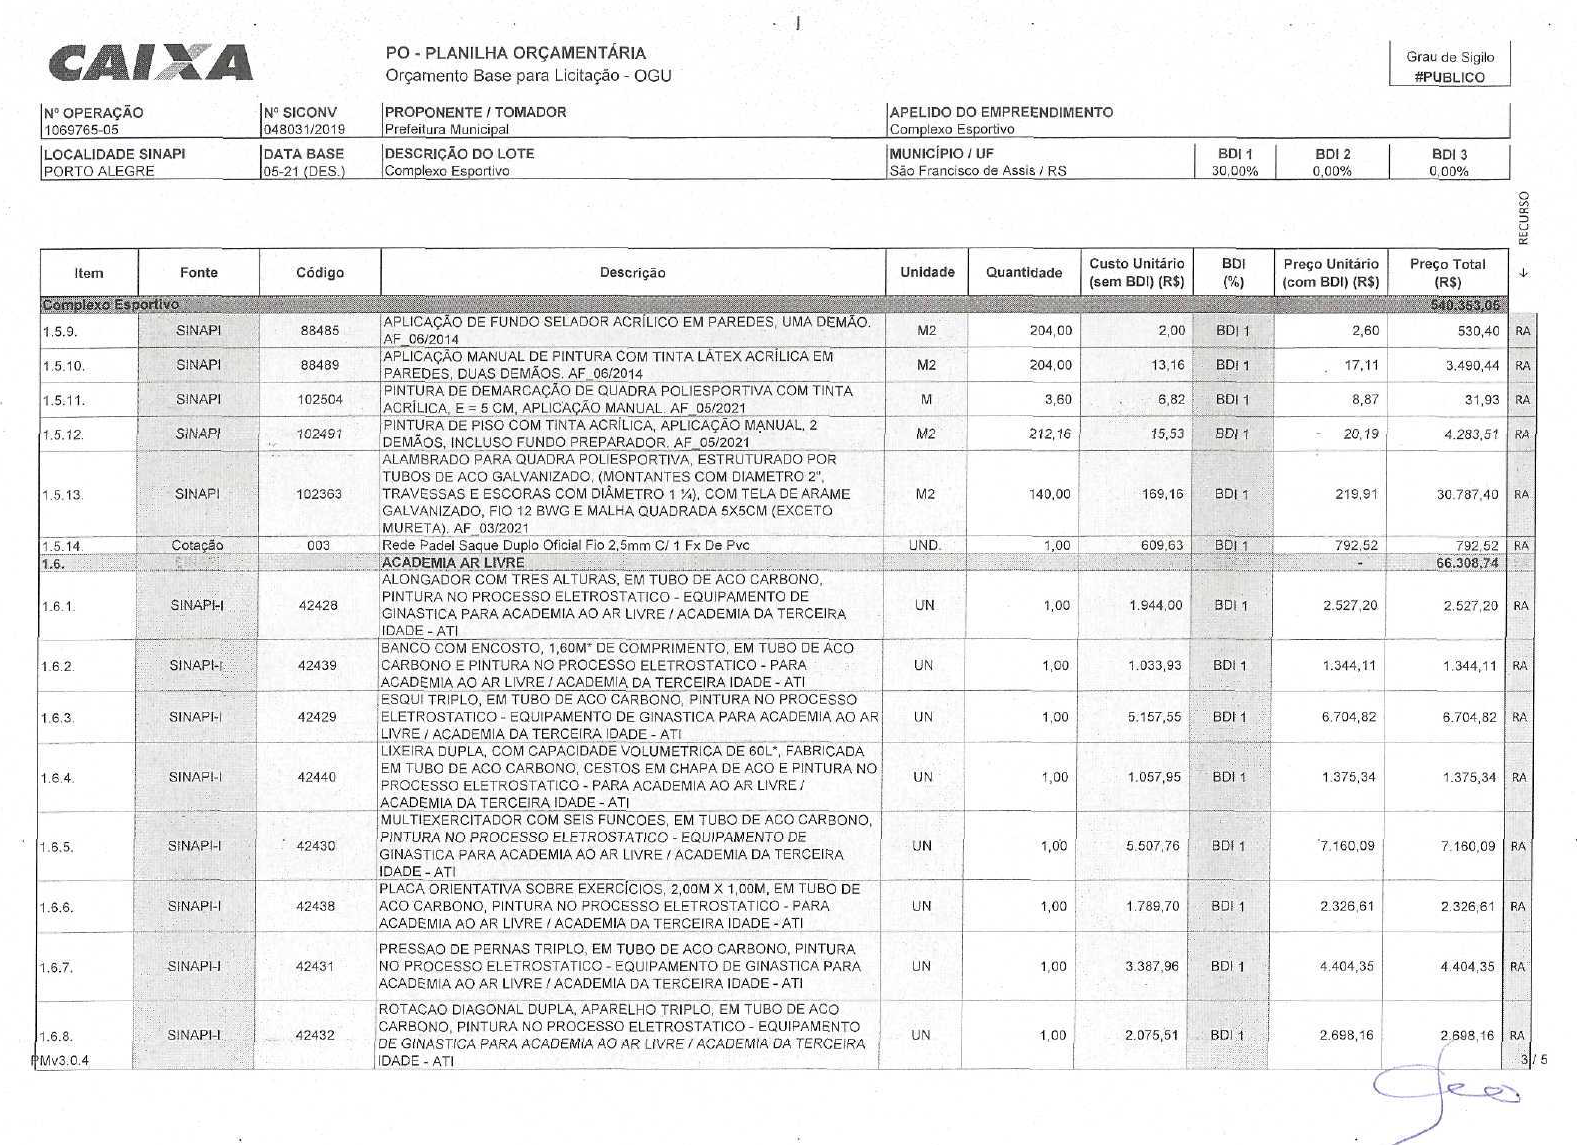 CAIXA
PO - PLANILHA ORÇAMENTÁRIA
Orçamento Base para Licitação - OGU
Grau de Sigilo
#PUBLICO
Nº OPERAÇÃO Nº SICONV PROPONENTE / TOMADOR APELIDO DO EMPREENDIMENTO
1069765-05 048031/2019 Prefeitura Municipal Complexo Esportivo
LOCALIDADE SINAPI DATA BASE DESCRIÇÃO DO LOTE MUNICÍPIO / UF BDI 1 BDI 2 BDI 3
PORTO ALEGRE 05-21 (DES.) Complexo Esportivo São Francisco de Assis / RS 30,00% 0,00% 0,00%
RECURSO
Item Fonte Código Descrição Unidade Quantidade Custo Unitário (sem BDI) (R$) BDI (%) Preço Unitário (com BDI) (R$) Preço Total (R$) ↓
Complexo Esportivo 540.353,05
1.5.9. SINAPI 88485 APLICAÇÃO DE FUNDO SELADOR ACRÍLICO EM PAREDES, UMA DEMÃO. M2 204,00 2,00 BDI 1 2,60 530,40 RA
AF_06/2014
1.5.10. SINAPI 88489 APLICAÇÃO MANUAL DE PINTURA COM TINTA LÁTEX ACRÍLICA EM M2 204,00 13,16 BDI 1 17,11 3.490,44 RA
PAREDES, DUAS DEMÃOS. AF_06/2014
1.5.11. SINAPI 102504 PINTURA DE DEMARCAÇÃO DE QUADRA POLIESPORTIVA COM TINTA M 3,60 6,82 BDI 1 8,87 31,93 RA
ACRÍLICA, E = 5 CM, APLICAÇÃO MANUAL. AF_05/2021
1.5.12. SINAPI 102491 PINTURA DE PISO COM TINTA ACRÍLICA, APLICAÇÃO MANUAL, 2 M2 212,16 15,53 BDI 1 20,19 4.283,51 RA
DEMÃOS, INCLUSO FUNDO PREPARADOR. AF_05/2021
ALAMBRADO PARA QUADRA POLIESPORTIVA, ESTRUTURADO POR
TUBOS DE ACO GALVANIZADO, (MONTANTES COM DIAMETRO 2",
1.5.13. SINAPI 102363 TRAVESSAS E ESCORAS COM DIÂMETRO 1 ¼), COM TELA DE ARAME M2 140,00 169,16 BDI 1 219,91 30.787,40 RA
GALVANIZADO, FIO 12 BWG E MALHA QUADRADA 5X5CM (EXCETO
MURETA). AF_03/2021
1.5.14. Cotação 003 Rede Padel Saque Duplo Oficial Fio 2,5mm C/ 1 Fx De Pvc UND. 1,00 609,63 BDI 1 792,52 792,52 RA
1.6. ACADEMIA AR LIVRE - 66.308,74
ALONGADOR COM TRES ALTURAS, EM TUBO DE ACO CARBONO,
PINTURA NO PROCESSO ELETROSTATICO - EQUIPAMENTO DE
1.6.1. SINAPI-I 42428 GINASTICA PARA ACADEMIA AO AR LIVRE / ACADEMIA DA TERCEIRA UN 1,00 1.944,00 BDI 1 2.527,20 2.527,20 RA
IDADE - ATI
BANCO COM ENCOSTO, 1,60M* DE COMPRIMENTO, EM TUBO DE ACO
1.6.2. SINAPI-I 42439 CARBONO E PINTURA NO PROCESSO ELETROSTATICO - PARA UN 1,00 1.033,93 BDI 1 1.344,11 1.344,11 RA
ACADEMIA AO AR LIVRE / ACADEMIA DA TERCEIRA IDADE - ATI
ESQUI TRIPLO, EM TUBO DE ACO CARBONO, PINTURA NO PROCESSO
1.6.3. SINAPI-I 42429 ELETROSTATICO - EQUIPAMENTO DE GINASTICA PARA ACADEMIA AO AR UN 1,00 5.157,55 BDI 1 6.704,82 6.704,82 RA
LIVRE / ACADEMIA DA TERCEIRA IDADE - ATI
LIXEIRA DUPLA, COM CAPACIDADE VOLUMETRICA DE 60L*, FABRICADA
EM TUBO DE ACO CARBONO, CESTOS EM CHAPA DE ACO E PINTURA NO
1.6.4. SINAPI-I 42440 PROCESSO ELETROSTATICO - PARA ACADEMIA AO AR LIVRE / UN 1,00 1.057,95 BDI 1 1.375,34 1.375,34 RA
ACADEMIA DA TERCEIRA IDADE - ATI
MULTIEXERCITADOR COM SEIS FUNCOES, EM TUBO DE ACO CARBONO,
PINTURA NO PROCESSO ELETROSTATICO - EQUIPAMENTO DE
1.6.5. SINAPI-I 42430 GINASTICA PARA ACADEMIA AO AR LIVRE / ACADEMIA DA TERCEIRA UN 1,00 5.507,76 BDI 1 7.160,09 7.160,09 RA
IDADE - ATI
PLACA ORIENTATIVA SOBRE EXERCÍCIOS, 2,00M X 1,00M, EM TUBO DE
1.6.6. SINAPI-I 42438 ACO CARBONO, PINTURA NO PROCESSO ELETROSTATICO - PARA UN 1,00 1.789,70 BDI 1 2.326,61 2.326,61 RA
ACADEMIA AO AR LIVRE / ACADEMIA DA TERCEIRA IDADE - ATI
PRESSAO DE PERNAS TRIPLO, EM TUBO DE ACO CARBONO, PINTURA
1.6.7. SINAPI-I 42431 NO PROCESSO ELETROSTATICO - EQUIPAMENTO DE GINASTICA PARA UN 1,00 3.387,96 BDI 1 4.404,35 4.404,35 RA
ACADEMIA AO AR LIVRE / ACADEMIA DA TERCEIRA IDADE - ATI
ROTACAO DIAGONAL DUPLA, APARELHO TRIPLO, EM TUBO DE ACO
1.6.8. SINAPI-I 42432 CARBONO, PINTURA NO PROCESSO ELETROSTATICO - EQUIPAMENTO UN 1,00 2.075,51 BDI 1 2.698,16 2.698,16 RA
DE GINASTICA PARA ACADEMIA AO AR LIVRE / ACADEMIA DA TERCEIRA
IDADE - ATI
PMv3.0.4 3 / 5